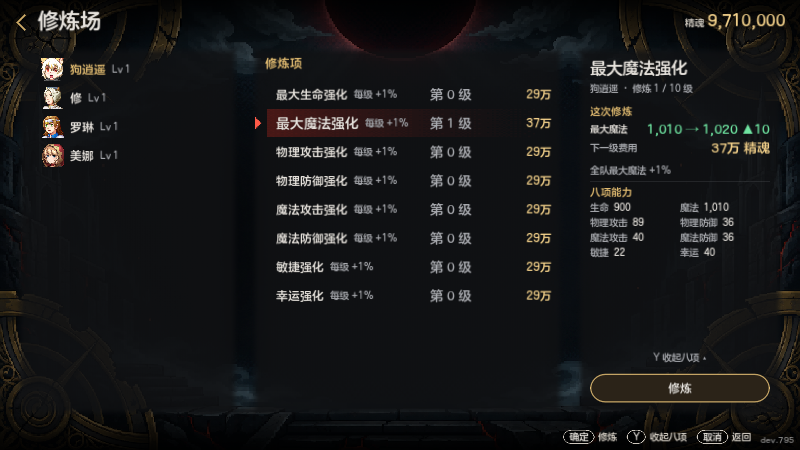 修炼场
精魂 9,710,000
狗逍遥 Lv1
修 Lv1
罗琳 Lv1
美娜 Lv1
修炼项
最大生命强化 每级 +1% 第 0 级 29万
最大魔法强化 每级 +1% 第 1 级 37万
物理攻击强化 每级 +1% 第 0 级 29万
物理防御强化 每级 +1% 第 0 级 29万
魔法攻击强化 每级 +1% 第 0 级 29万
魔法防御强化 每级 +1% 第 0 级 29万
敏捷强化 每级 +1% 第 0 级 29万
幸运强化 每级 +1% 第 0 级 29万
最大魔法强化
狗逍遥 · 修炼 1 / 10 级
这次修炼
最大魔法 1,010 → 1,020 ▲10
下一级费用 37万 精魂
全队最大魔法 +1%
八项能力
生命 900 魔法 1,010
物理攻击 89 物理防御 36
魔法攻击 40 魔法防御 36
敏捷 22 幸运 40
Y 收起八项 ▴
修炼
确定 修炼 Y 收起八项 取消 返回
dev.795